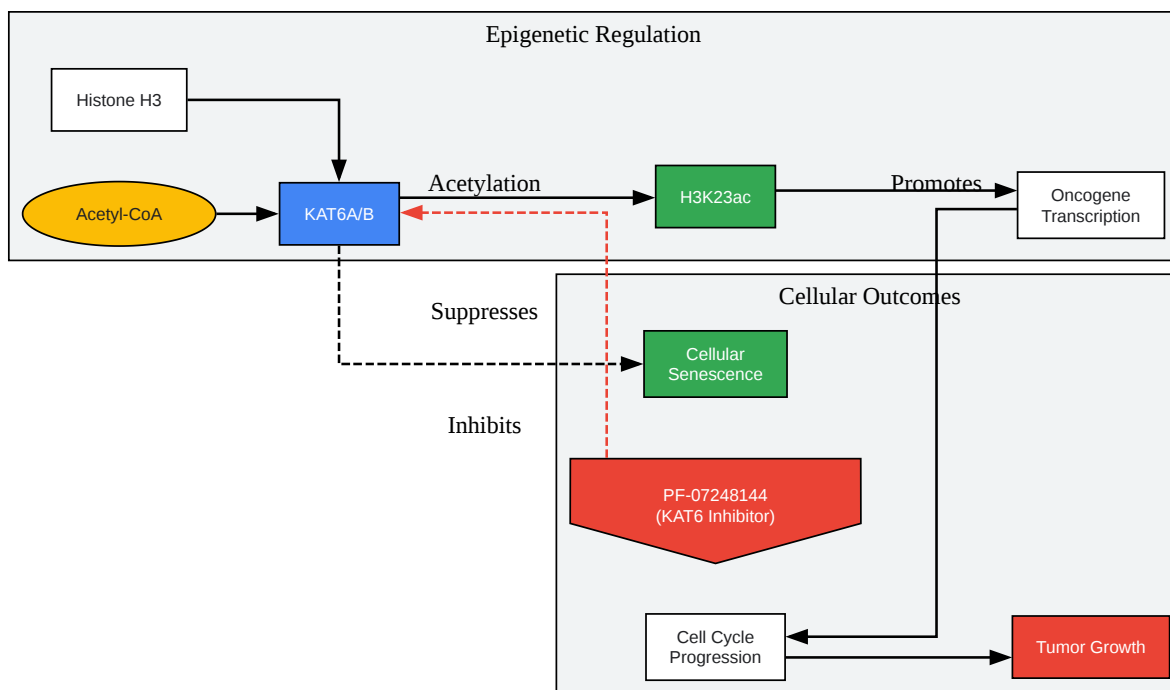 Epigenetic Regulation
Histone H3
Acetyl-CoA
KAT6A/B
Acetylation
H3K23ac
Promotes
Oncogene
Transcription
Cellular Outcomes
Suppresses
Cellular
Senescence
Inhibits
PF-07248144
(KAT6 Inhibitor)
Cell Cycle
Progression
Tumor Growth